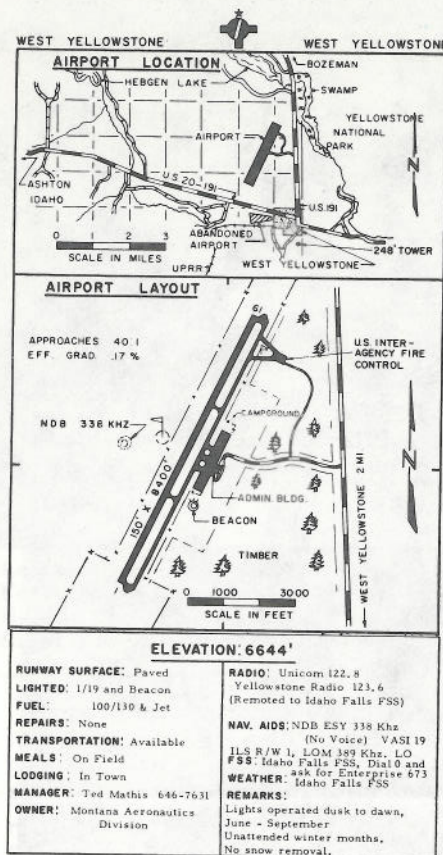 WEST YELLOWSTONE WEST YELLOWSTONE
AIRPORT LOCATION
BOZEMAN
HEBGEN LAKE
SWAMP
YELLOWSTONE
NATIONAL
PARK
AIRPORT
N
U.S. 20-191
U.S. 191
ASHTON
IDAHO
ABANDONED
AIRPORT
248' TOWER
0 1 2 3
SCALE IN MILES
WEST YELLOWSTONE
UPRR
AIRPORT LAYOUT
19
APPROACHES 40:1
EFF. GRAD. .17 %
U.S. INTER-
AGENCY FIRE
CONTROL
NDB 338 KHZ
CAMPGROUND
N
150' X 8400'
ADMIN. BLDG.
BEACON
WEST YELLOWSTONE 2 MI
TIMBER
0 1000 3000
SCALE IN FEET
ELEVATION: 6644'
RUNWAY SURFACE: Paved
LIGHTED: 1/19 and Beacon
FUEL: 100/130 & Jet
REPAIRS: None
TRANSPORTATION: Available
MEALS: On Field
LODGING: In Town
MANAGER: Ted Mathis 646-7631
OWNER: Montana Aeronautics
Division
RADIO: Unicom 122.8
Yellowstone Radio 123.6
(Remoted to Idaho Falls FSS)
NAV. AIDS: NDB ESY 338 Khz
(No Voice) VASI 19
ILS R/W 1, LOM 389 Khz. LO
FSS: Idaho Falls FSS, Dial 0 and
ask for Enterprise 673
WEATHER: Idaho Falls FSS
REMARKS:
Lights operated dusk to dawn,
June - September
Unattended winter months.
No snow removal.